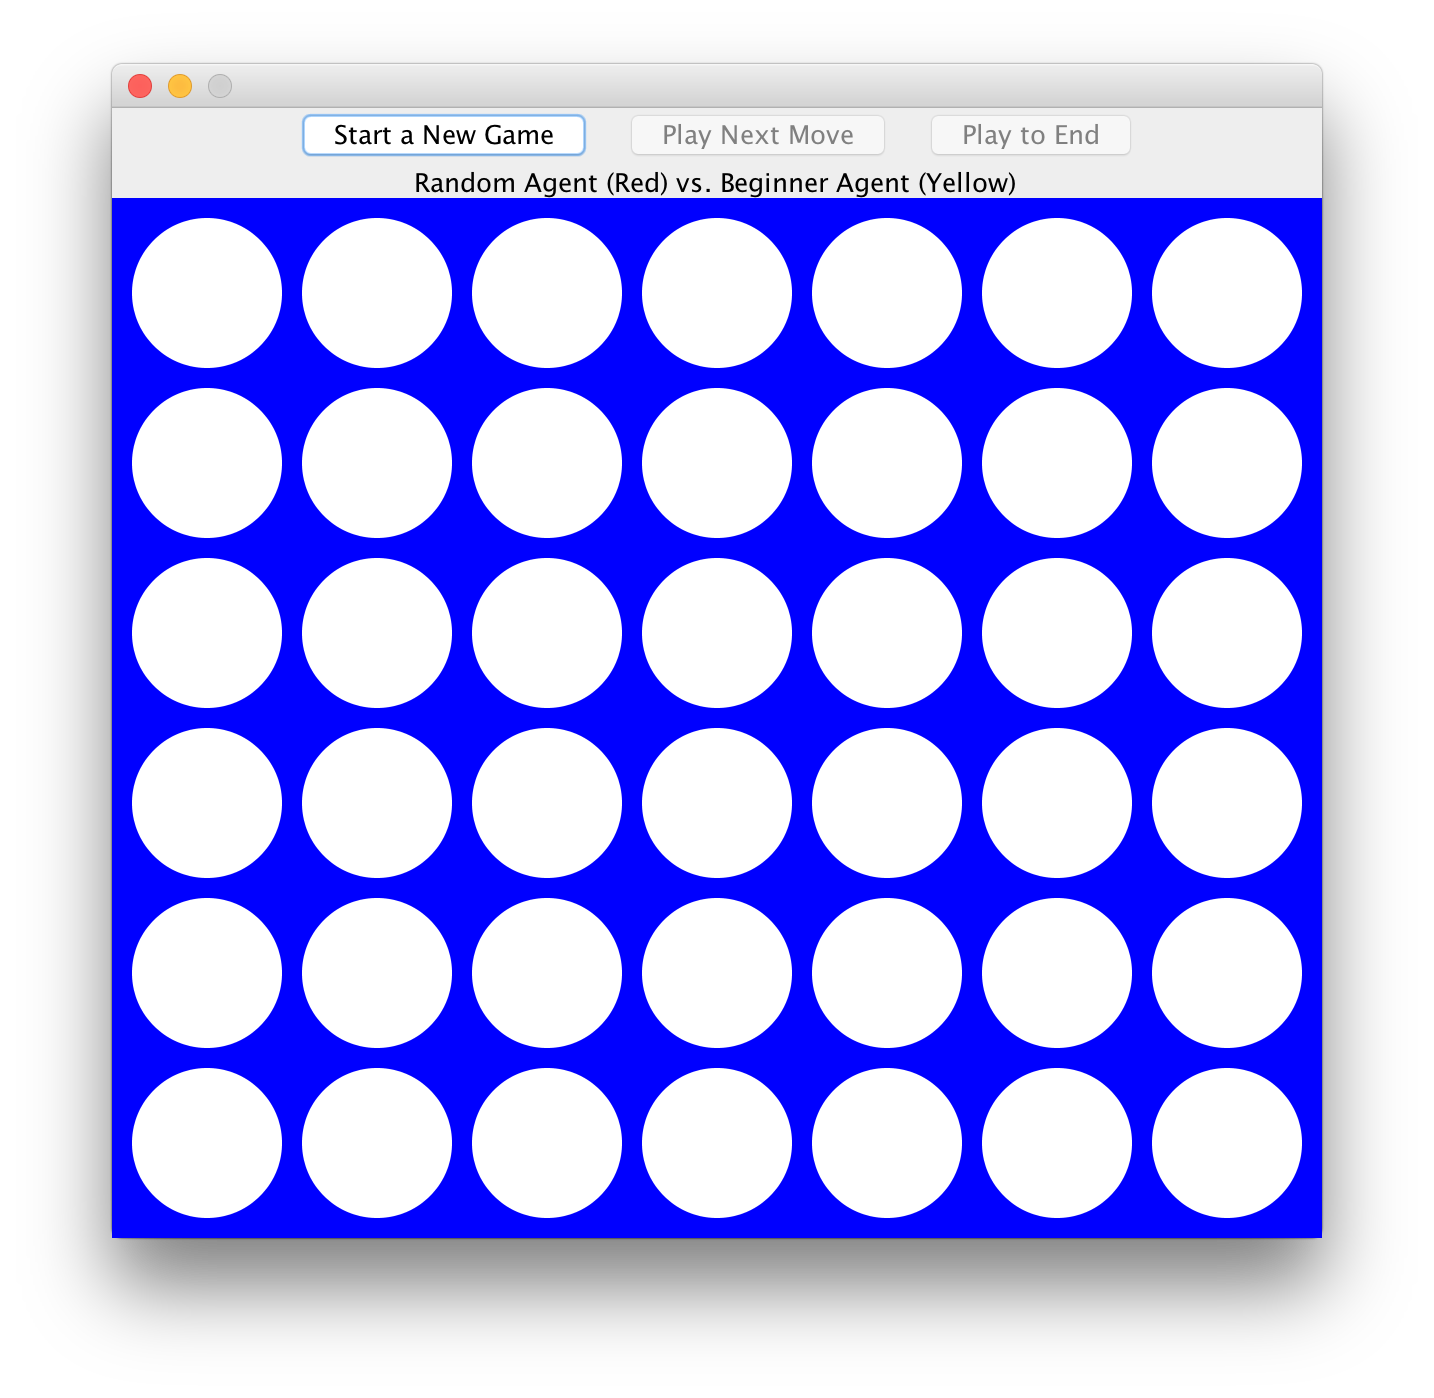 Start a New Game Play Next Move Play to End
Random Agent (Red) vs. Beginner Agent (Yellow)